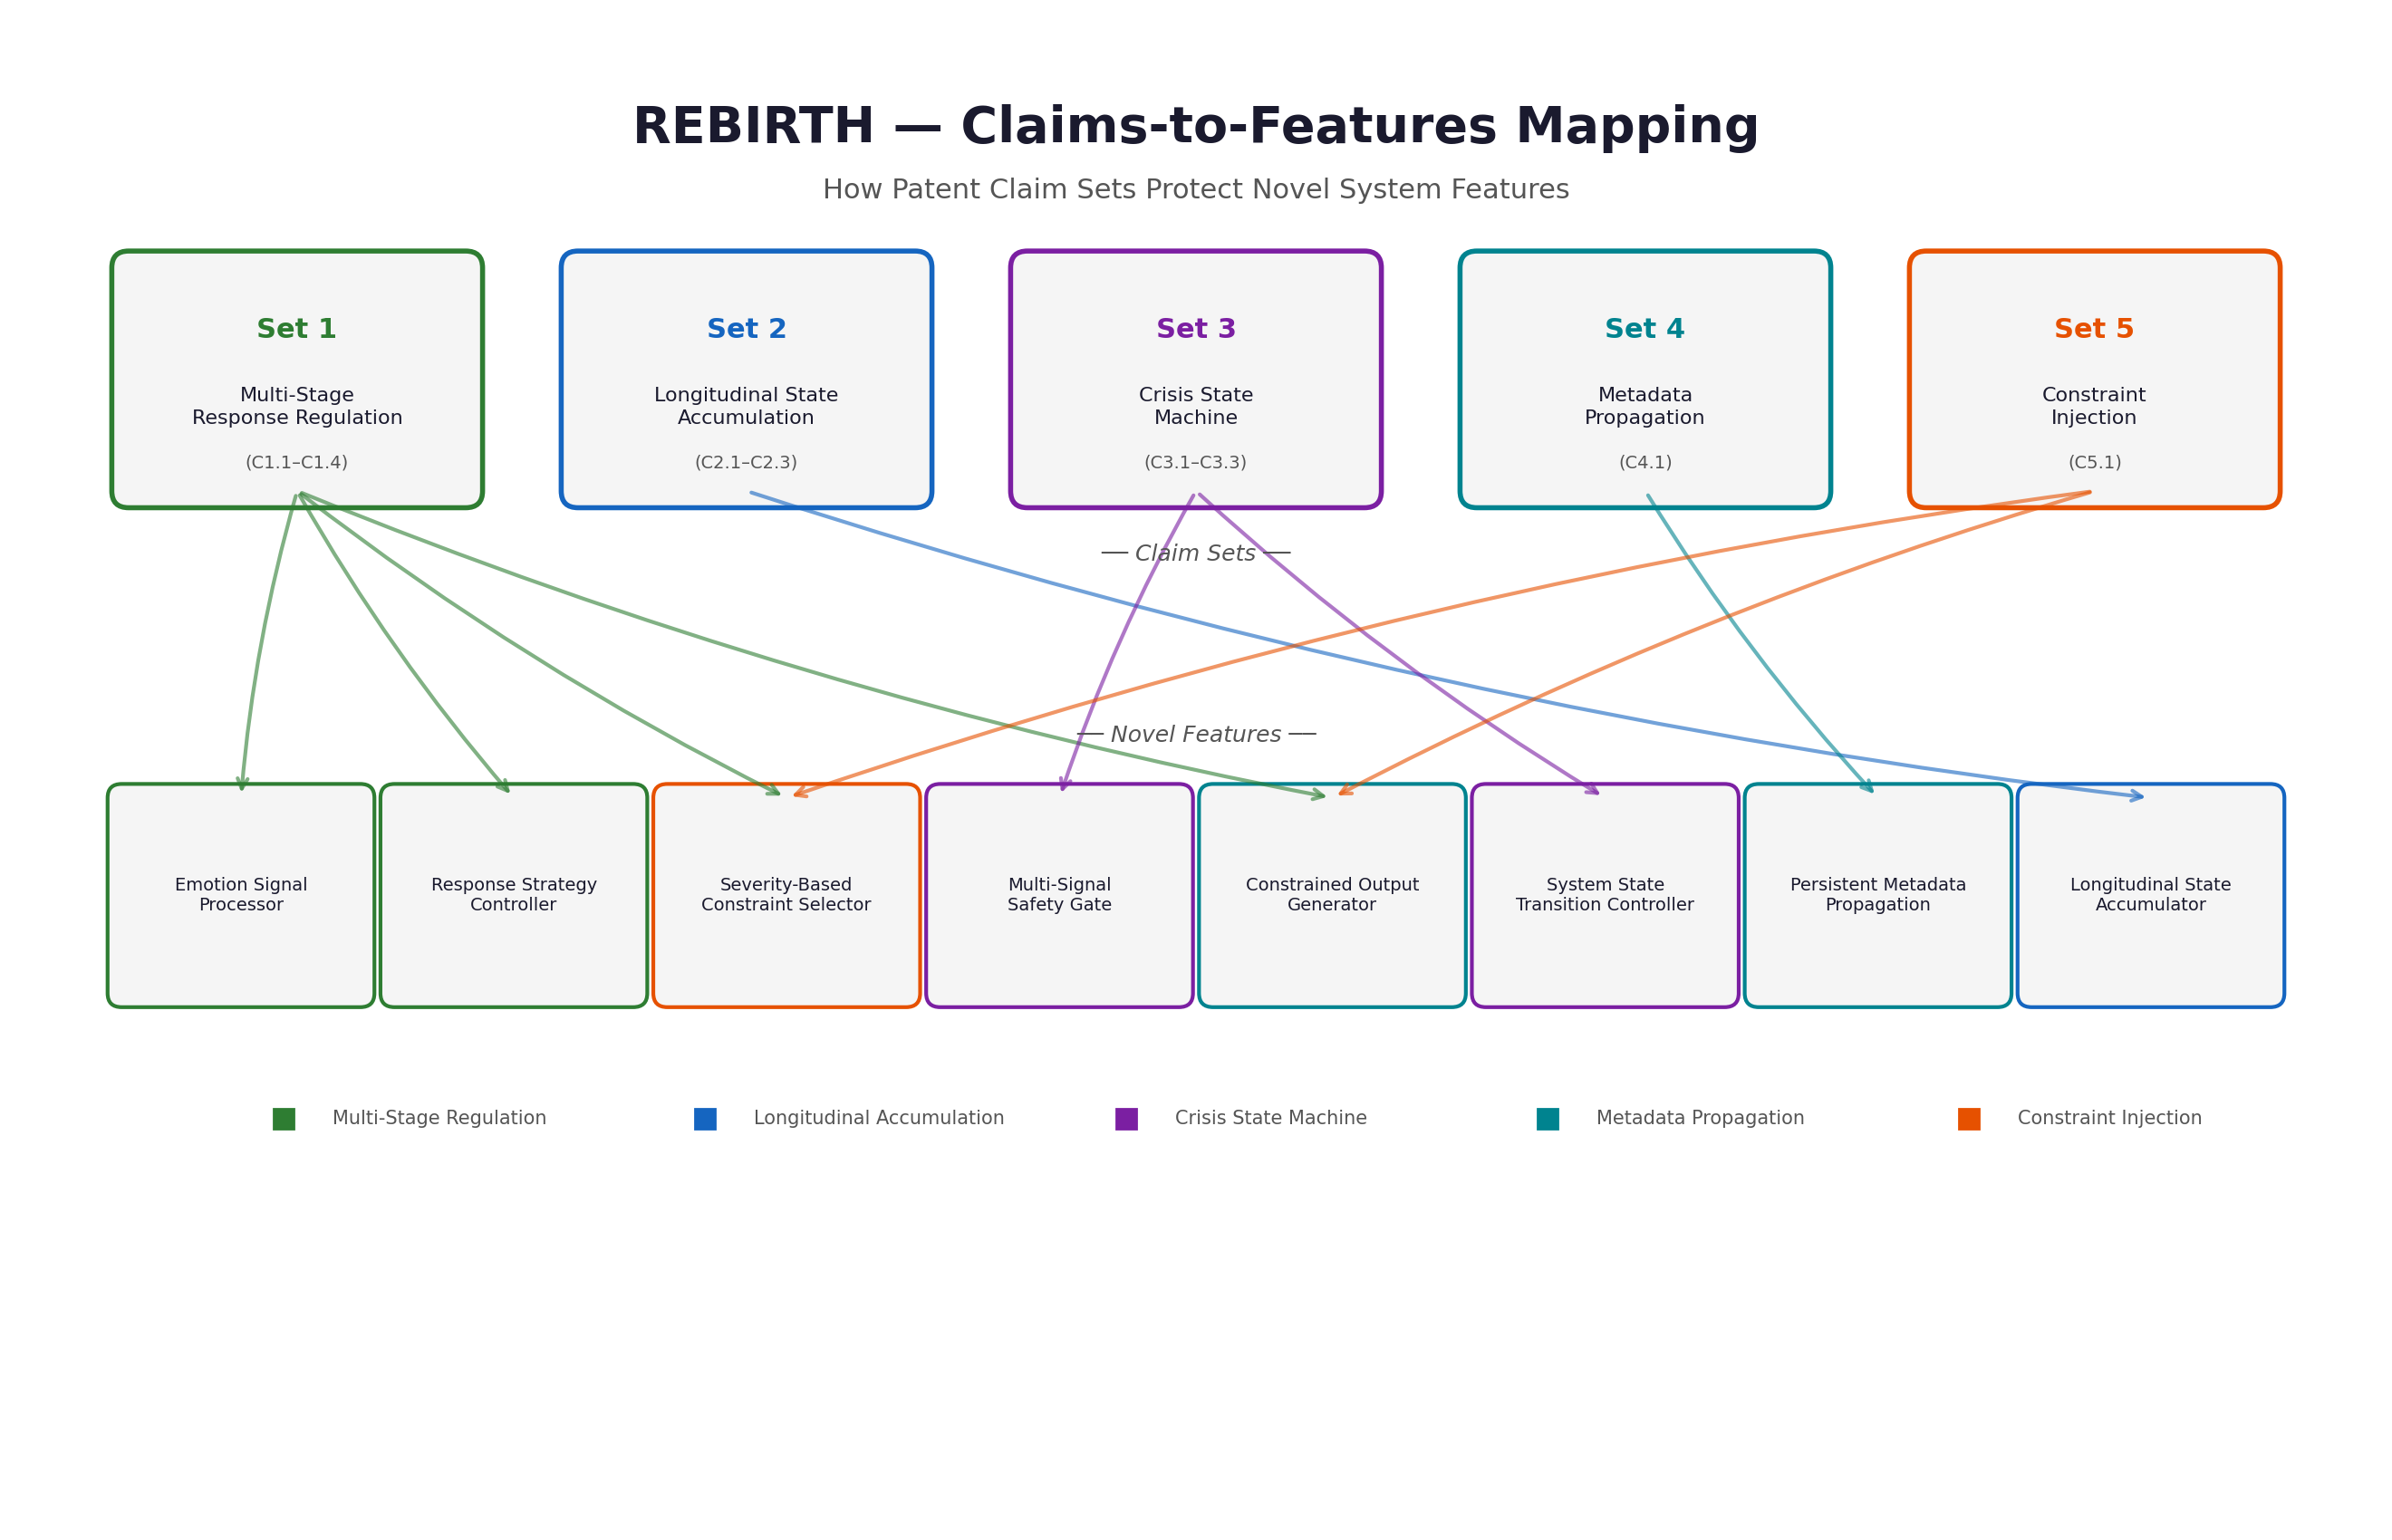 REBIRTH — Claims-to-Features Mapping
How Patent Claim Sets Protect Novel System Features
Set 1
Multi-Stage
Response Regulation
(C1.1–C1.4)
Set 2
Longitudinal State
Accumulation
(C2.1–C2.3)
Set 3
Crisis State
Machine
(C3.1–C3.3)
Set 4
Metadata
Propagation
(C4.1)
Set 5
Constraint
Injection
(C5.1)
── Claim Sets ──
── Novel Features ──
Emotion Signal
Processor
Response Strategy
Controller
Severity-Based
Constraint Selector
Multi-Signal
Safety Gate
Constrained Output
Generator
System State
Transition Controller
Persistent Metadata
Propagation
Longitudinal State
Accumulator
Multi-Stage Regulation
Longitudinal Accumulation
Crisis State Machine
Metadata Propagation
Constraint Injection